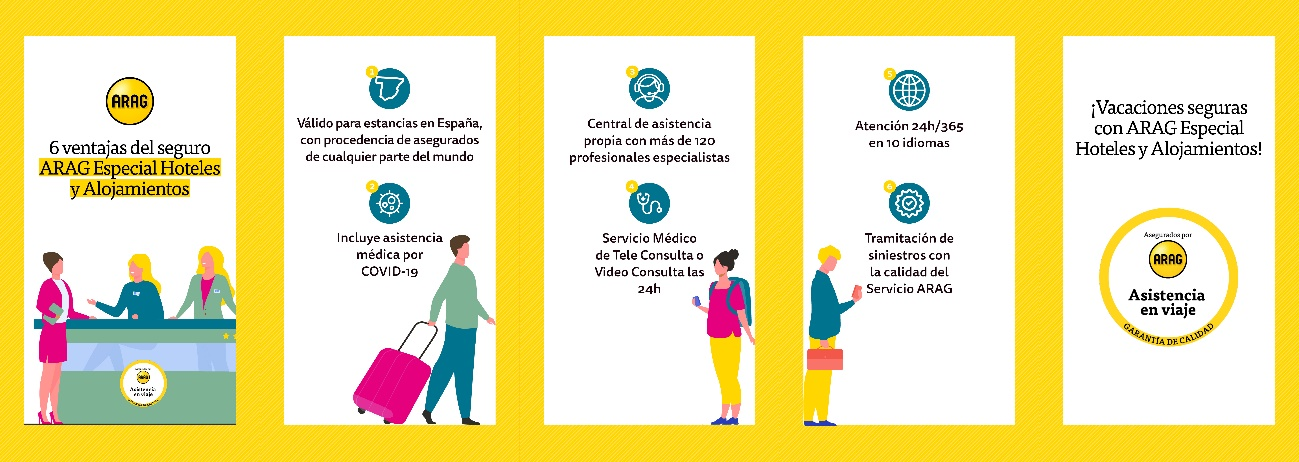 ARAG
6 ventajas del seguro
ARAG Especial Hoteles
y Alojamientos
ARAG
Asistencia
en viaje
1
Válido para estancias en España,
con procedencia de asegurados
de cualquier parte del mundo
2
Incluye asistencia
médica por
COVID-19
3
Central de asistencia
propia con más de 120
profesionales especialistas
4
Servicio Médico
de Tele Consulta o
Video Consulta las
24h
5
Atención 24h/365
en 10 idiomas
6
Tramitación de
siniestros con
la calidad del
Servicio ARAG
¡Vacaciones seguras
con ARAG Especial
Hoteles y Alojamientos!
Asegurados por
ARAG
Asistencia
en viaje
GARANTÍA DE CALIDAD